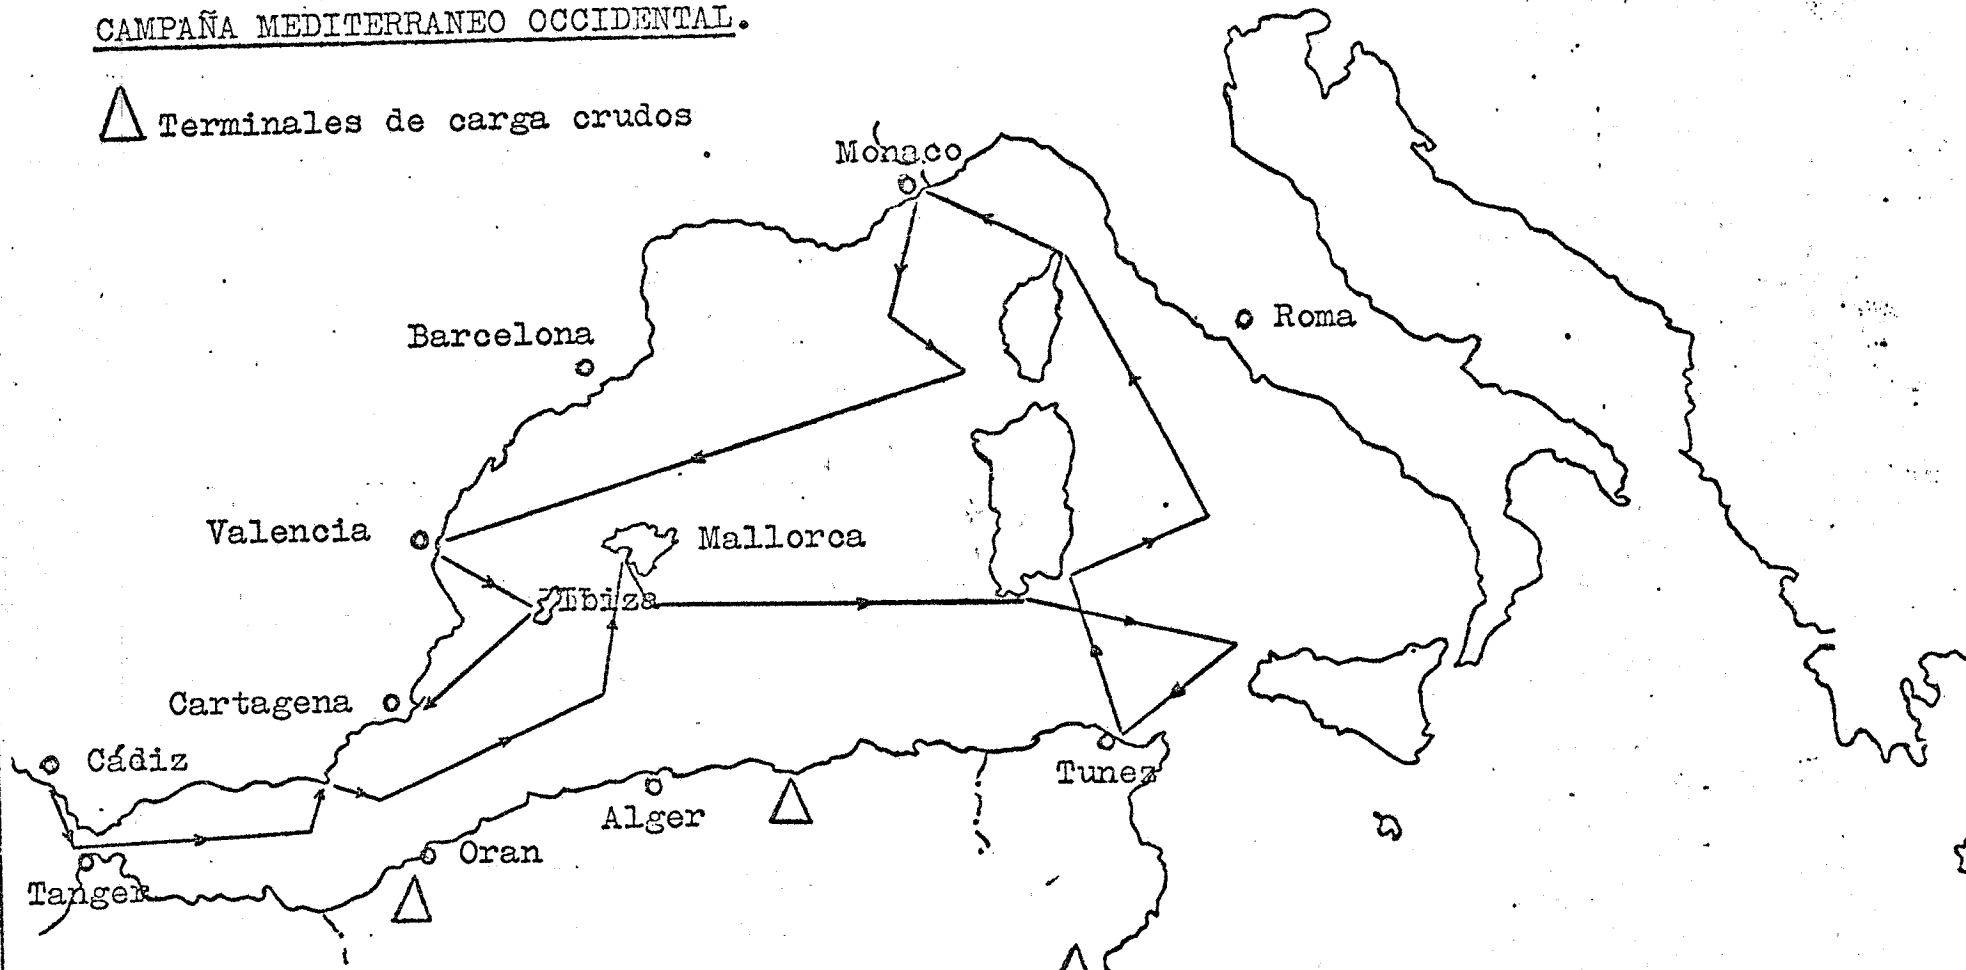 CAMPAÑA MEDITERRANEO OCCIDENTAL.
Terminales de carga crudos
Monaco
Roma
Barcelona
Valencia
Mallorca
Ibiza
Cartagena
Cádiz
Tunez
Alger
Oran
Tanger